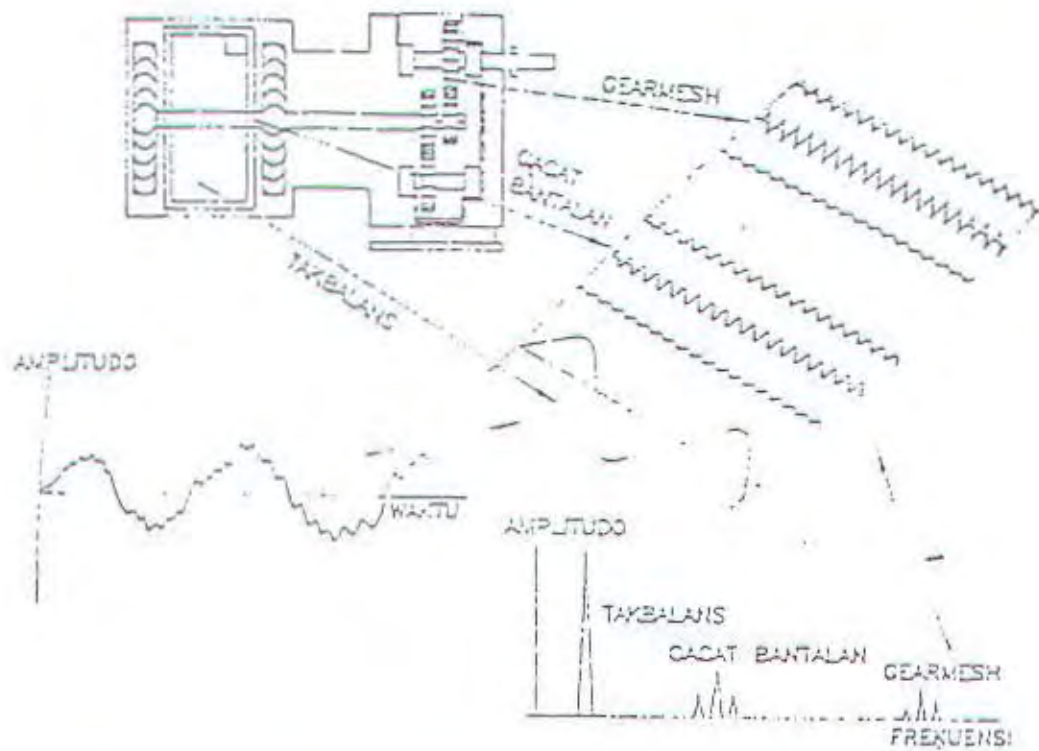 GEARMESH
CACAT
BANTALAN
TAKBALANS
AMPLITUDO
WAKTU
AMPLITUDO
TAKBALANS
CACAT BANTALAN
GEARMESH
FREKUENSI